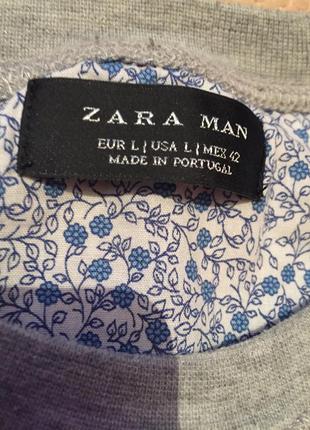 ZARA MAN
EUR L | USA L | MEX 42
MADE IN PORTUGAL